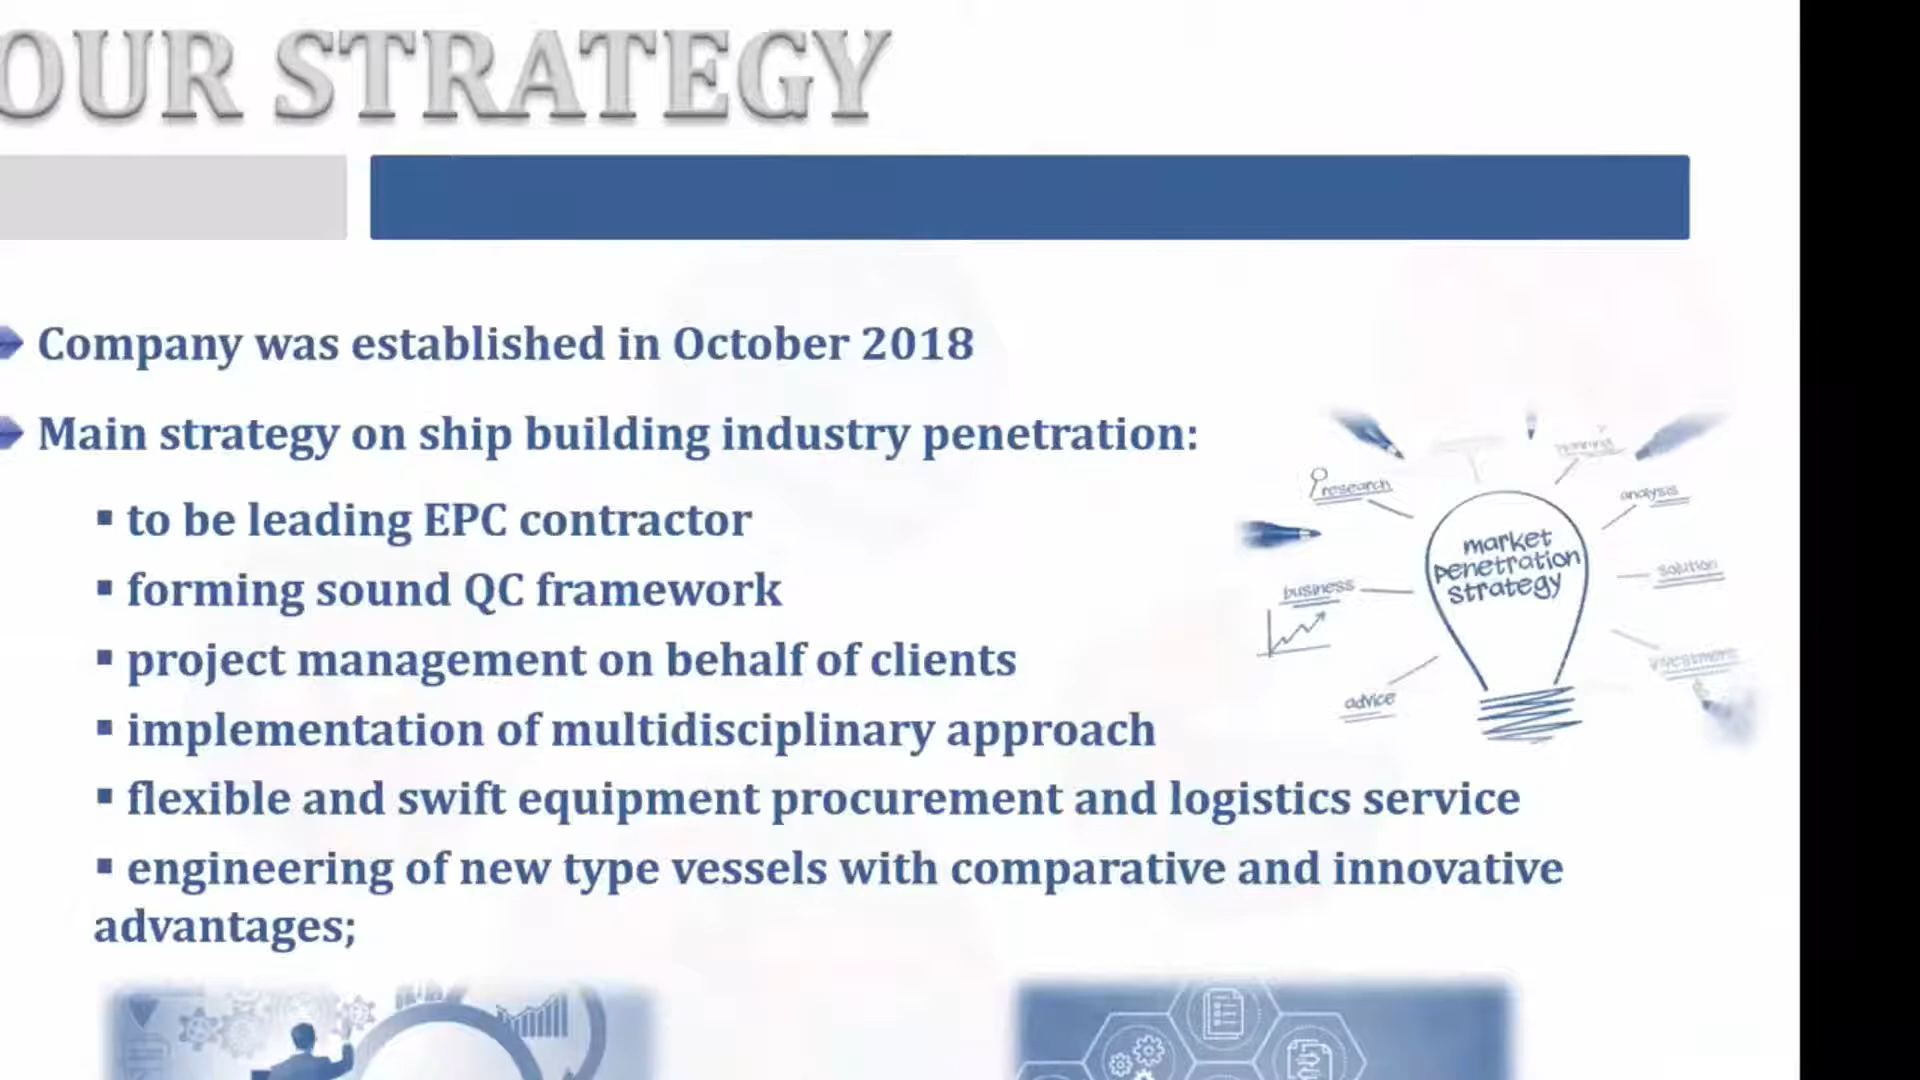 OUR STRATEGY
Company was established in October 2018
Main strategy on ship building industry penetration:
▪ to be leading EPC contractor
▪ forming sound QC framework
▪ project management on behalf of clients
▪ implementation of multidisciplinary approach
▪ flexible and swift equipment procurement and logistics service
▪ engineering of new type vessels with comparative and innovative
advantages;
planning
research
analysis
market
penetration
strategy
solution
business
investment
advice